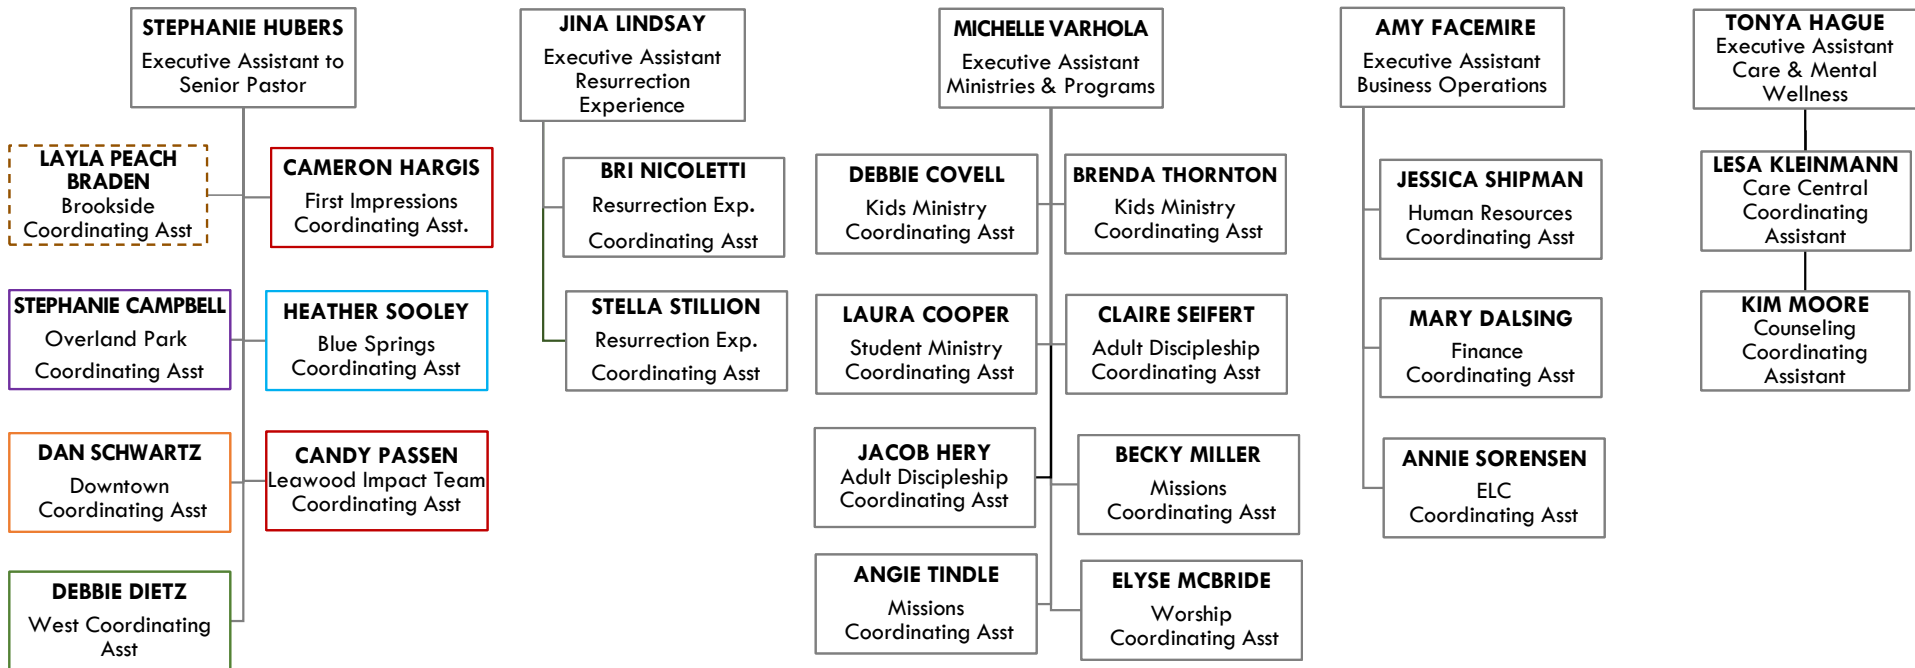 STEPHANIE HUBERS
Executive Assistant to
Senior Pastor
LAYLA PEACH
BRADEN
Brookside
Coordinating Asst
CAMERON HARGIS
First Impressions
Coordinating Asst.
STEPHANIE CAMPBELL
Overland Park
Coordinating Asst
HEATHER SOOLEY
Blue Springs
Coordinating Asst
DAN SCHWARTZ
Downtown
Coordinating Asst
CANDY PASSEN
Leawood Impact Team
Coordinating Asst
DEBBIE DIETZ
West Coordinating
Asst
JINA LINDSAY
Executive Assistant
Resurrection
Experience
BRI NICOLETTI
Resurrection Exp.
Coordinating Asst
STELLA STILLION
Resurrection Exp.
Coordinating Asst
MICHELLE VARHOLA
Executive Assistant
Ministries & Programs
DEBBIE COVELL
Kids Ministry
Coordinating Asst
BRENDA THORNTON
Kids Ministry
Coordinating Asst
LAURA COOPER
Student Ministry
Coordinating Asst
CLAIRE SEIFERT
Adult Discipleship
Coordinating Asst
JACOB HERY
Adult Discipleship
Coordinating Asst
BECKY MILLER
Missions
Coordinating Asst
ANGIE TINDLE
Missions
Coordinating Asst
ELYSE MCBRIDE
Worship
Coordinating Asst
AMY FACEMIRE
Executive Assistant
Business Operations
JESSICA SHIPMAN
Human Resources
Coordinating Asst
MARY DALSING
Finance
Coordinating Asst
ANNIE SORENSEN
ELC
Coordinating Asst
TONYA HAGUE
Executive Assistant
Care & Mental
Wellness
LESA KLEINMANN
Care Central
Coordinating
Assistant
KIM MOORE
Counseling
Coordinating
Assistant